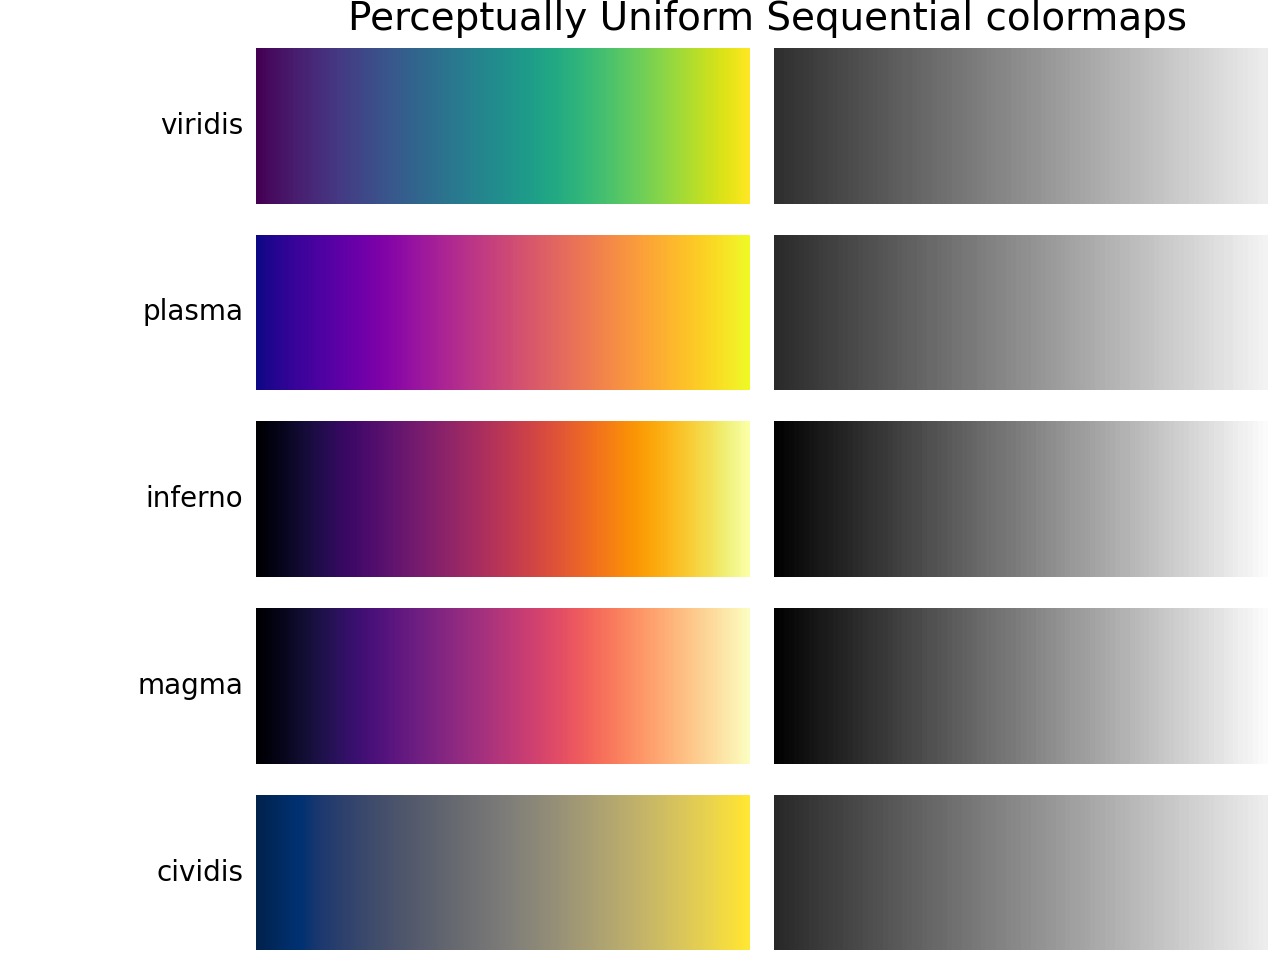 Perceptually Uniform Sequential colormaps
viridis
plasma
inferno
magma
cividis